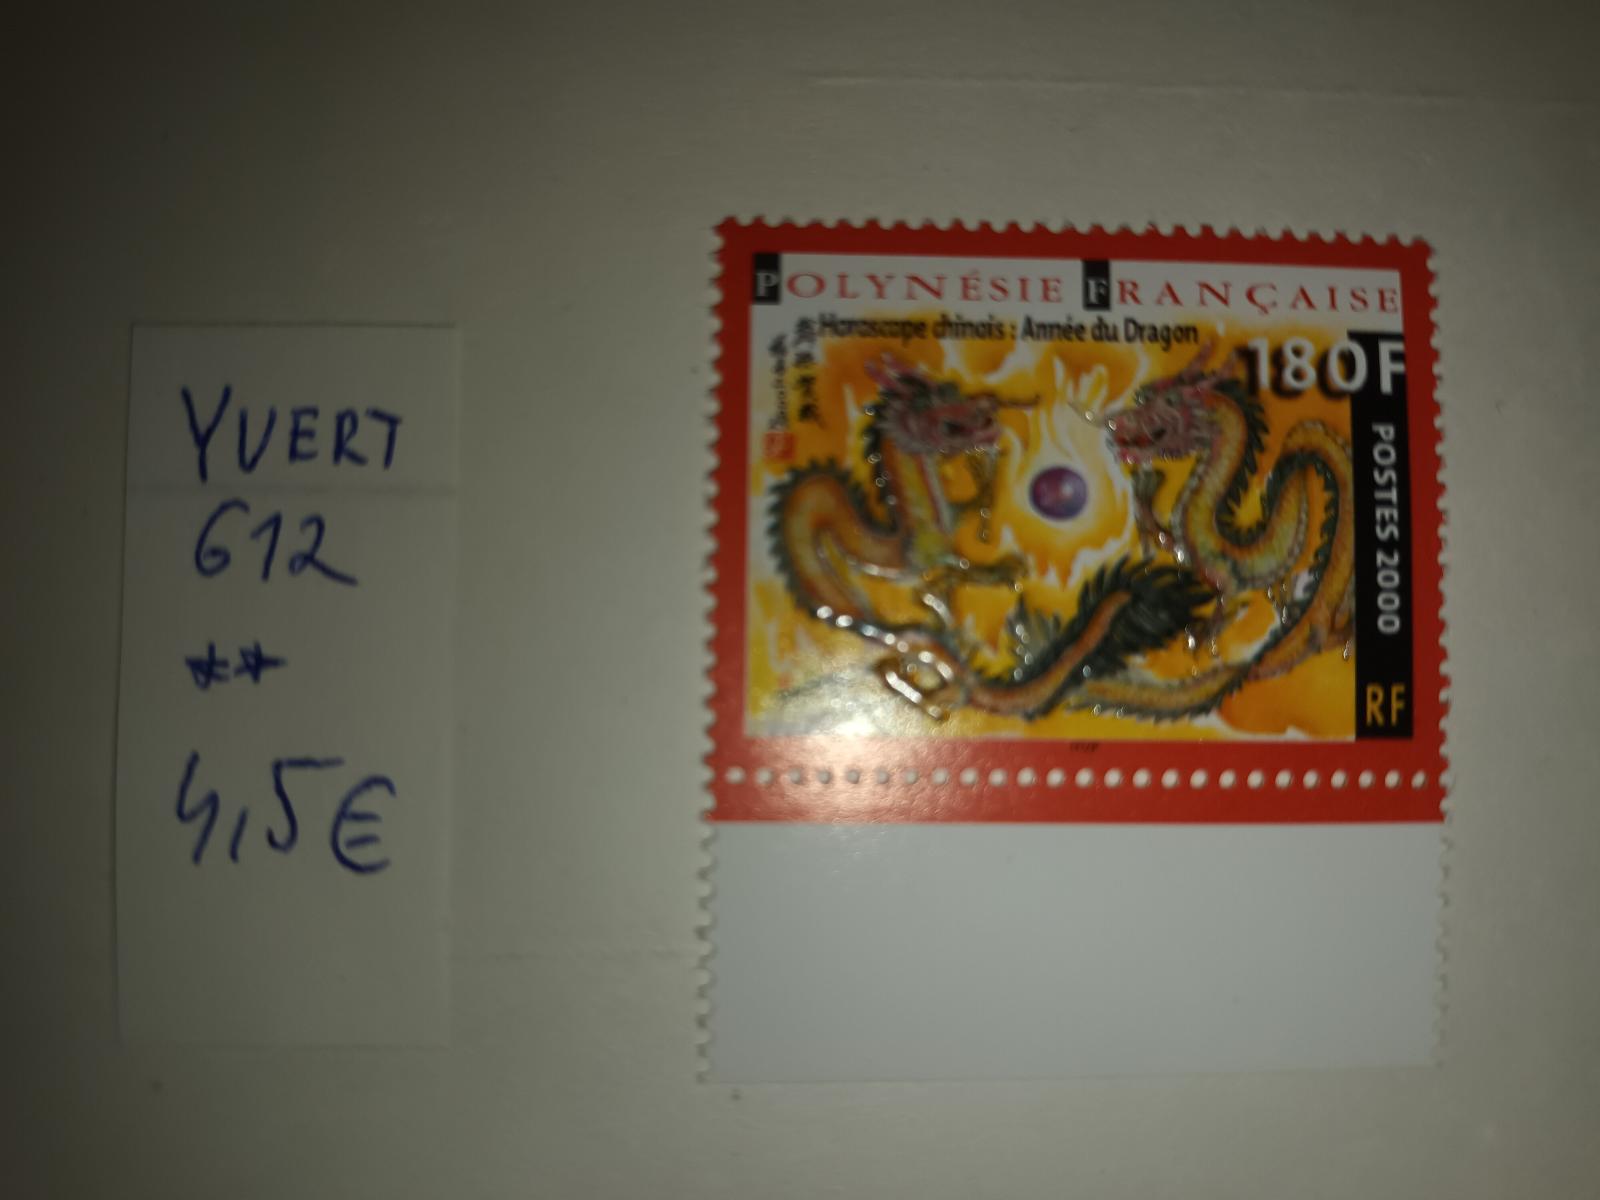 YVERT
612
**
4,5€
POLYNÉSIE FRANÇAISE
Horoscope chinois : Année du Dragon
180F
POSTES 2000
RF